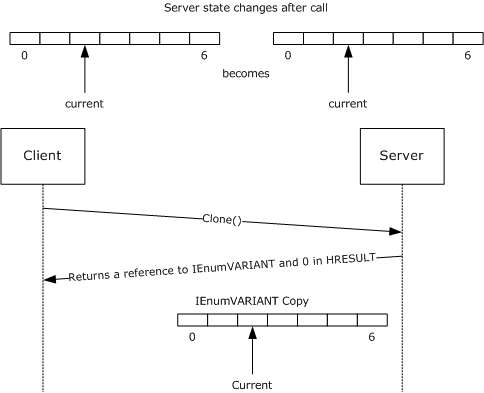 Server state changes after call
0 6 0 6
becomes
current current
Client Server
Clone()
Returns a reference to IEnumVARIANT and 0 in HRESULT
IEnumVARIANT Copy
0 6
Current